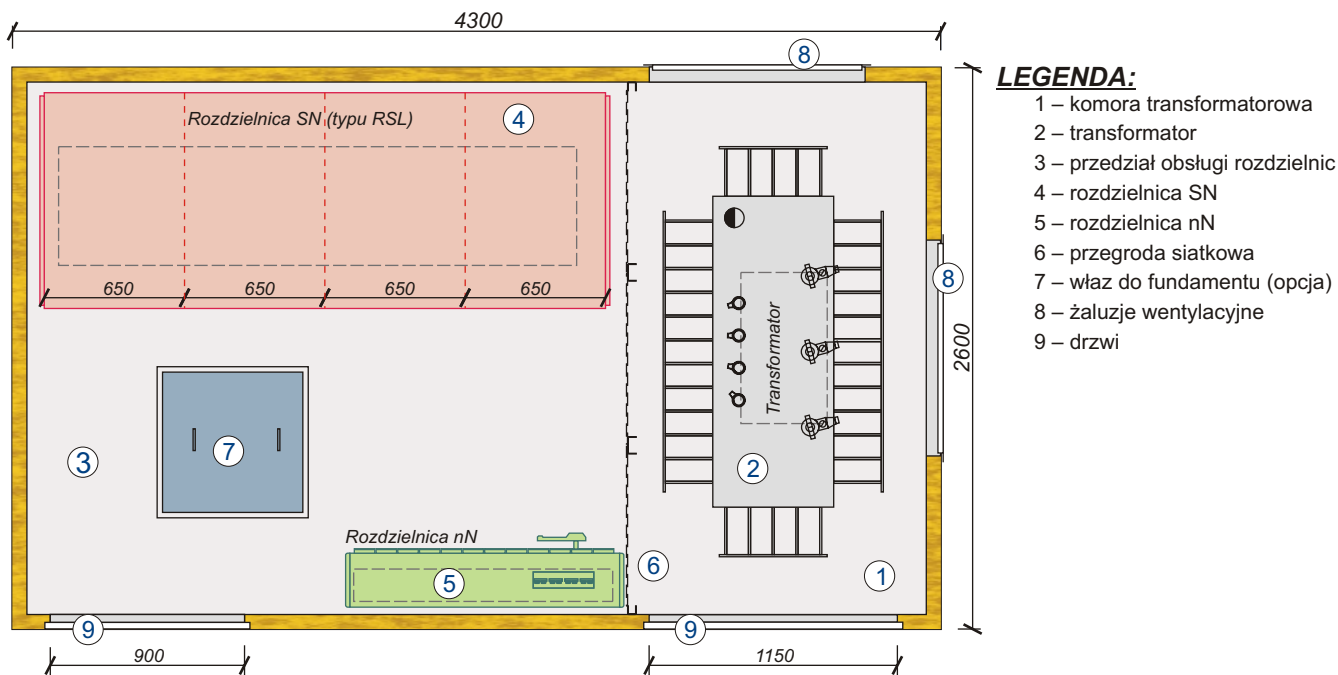 4300
8
LEGENDA:
1 – komora transformatorowa
2 – transformator
3 – przedział obsługi rozdzielnic
4 – rozdzielnica SN
5 – rozdzielnica nN
6 – przegroda siatkowa
7 – właz do fundamentu (opcja)
8 – żaluzje wentylacyjne
9 – drzwi
Rozdzielnica SN (typu RSL)
4
650
650
650
650
8
2600
Transformator
2
3
7
Rozdzielnica nN
5
6
1
9
9
900
1150